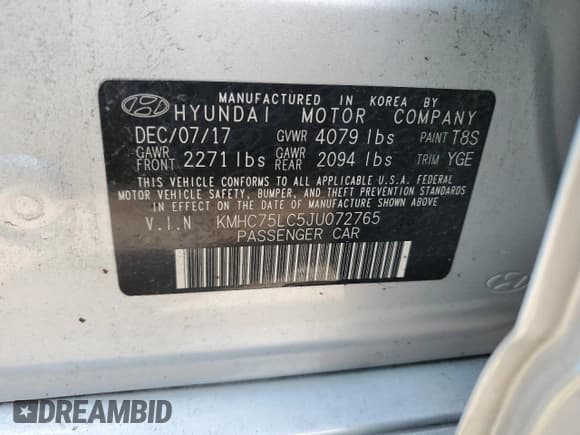 MANUFACTURED IN KOREA BY
HYUNDAI MOTOR COMPANY
DEC/07/17 GVWR 4079 lbs PAINT T8S
GAWR FRONT 2271 lbs GAWR REAR 2094 lbs TRIM YGE
THIS VEHICLE CONFORMS TO ALL APPLICABLE U.S.A. FEDERAL
MOTOR VEHICLE SAFETY, BUMPER, AND THEFT PREVENTION STANDARDS
IN EFFECT ON THE DATE OF MANUFACTURE SHOWN ABOVE.
V.I.N KMHC75LC5JU072765
PASSENGER CAR
DREAMBID